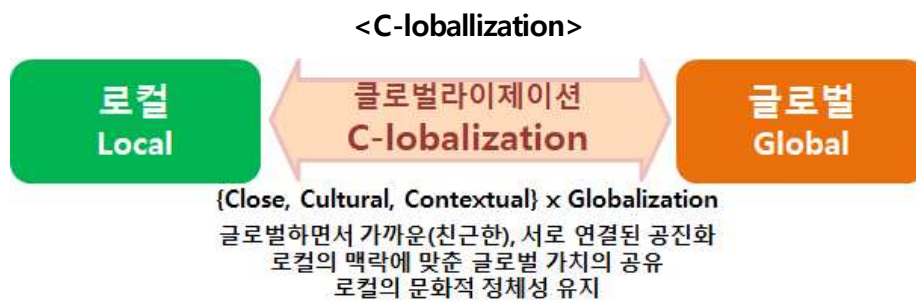 <C-loballization>
로컬
Local
클로벌라이제이션
C-lobalization
글로벌
Global
{Close, Cultural, Contextual} x Globalization
글로벌하면서 가까운(친근한), 서로 연결된 공진화
로컬의 맥락에 맞춘 글로벌 가치의 공유
로컬의 문화적 정체성 유지